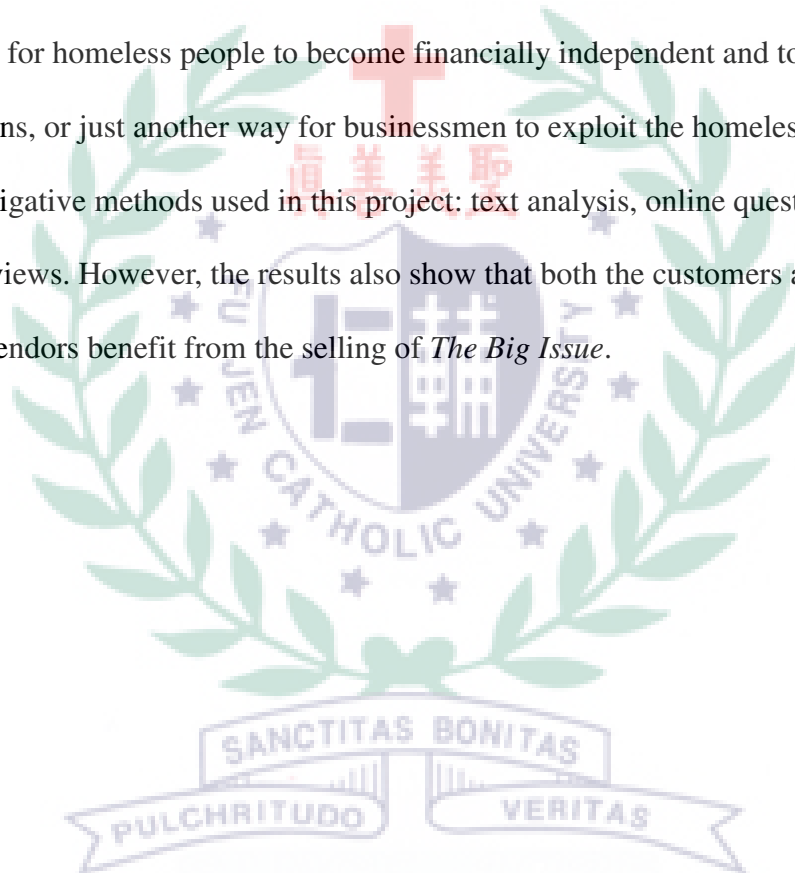 for homeless people to become financially independent and to
ns, or just another way for businessmen to exploit the homeles
igative methods used in this project: text analysis, online quest
views. However, the results also show that both the customers a
endors benefit from the selling of The Big Issue.
真善美聖
FU JEN CATHOLIC UNIVERSITY
仁輔
SANCTITAS BONITAS
PULCHRITUDO VERITAS